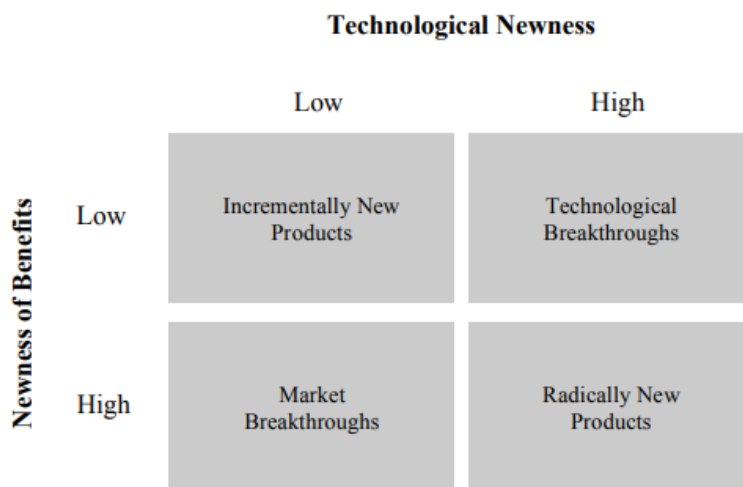 Technological Newness
Low
High
Newness of Benefits
Low
Incrementally New
Products
Technological
Breakthroughs
High
Market
Breakthroughs
Radically New
Products